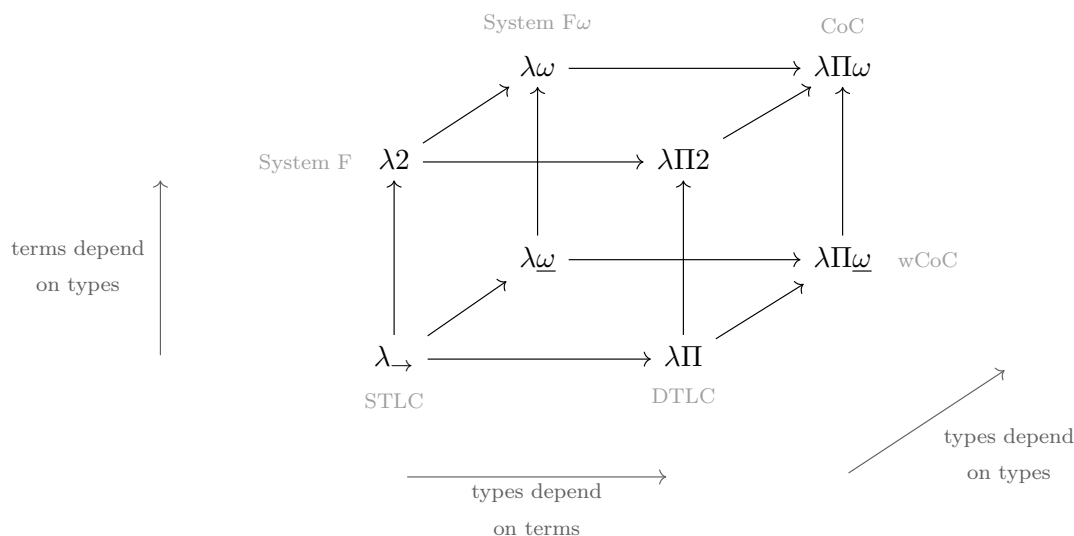 System Fω
CoC
λω
λΠω
System F
λ2
λΠ2
terms depend
on types
λω̲
λΠω̲
wCoC
λ→
λΠ
STLC
DTLC
types depend
on types
types depend
on terms